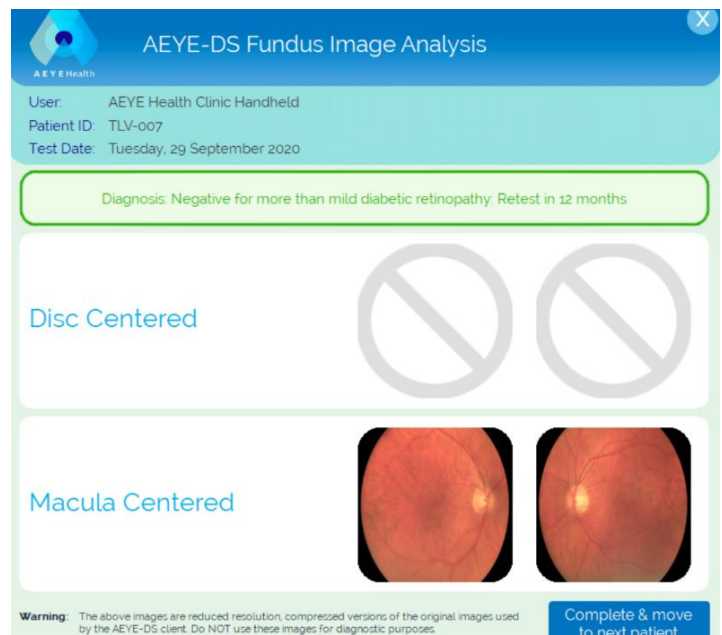 AEYE-DS Fundus Image Analysis
X
AEYE Health
User: AEYE Health Clinic Handheld
Patient ID: TLV-007
Test Date: Tuesday, 29 September 2020
Diagnosis: Negative for more than mild diabetic retinopathy: Retest in 12 months
Disc Centered
Macula Centered
Warning: The above images are reduced resolution, compressed versions of the original images used
by the AEYE-DS client. Do NOT use these images for diagnostic purposes.
Complete & move
to next patient